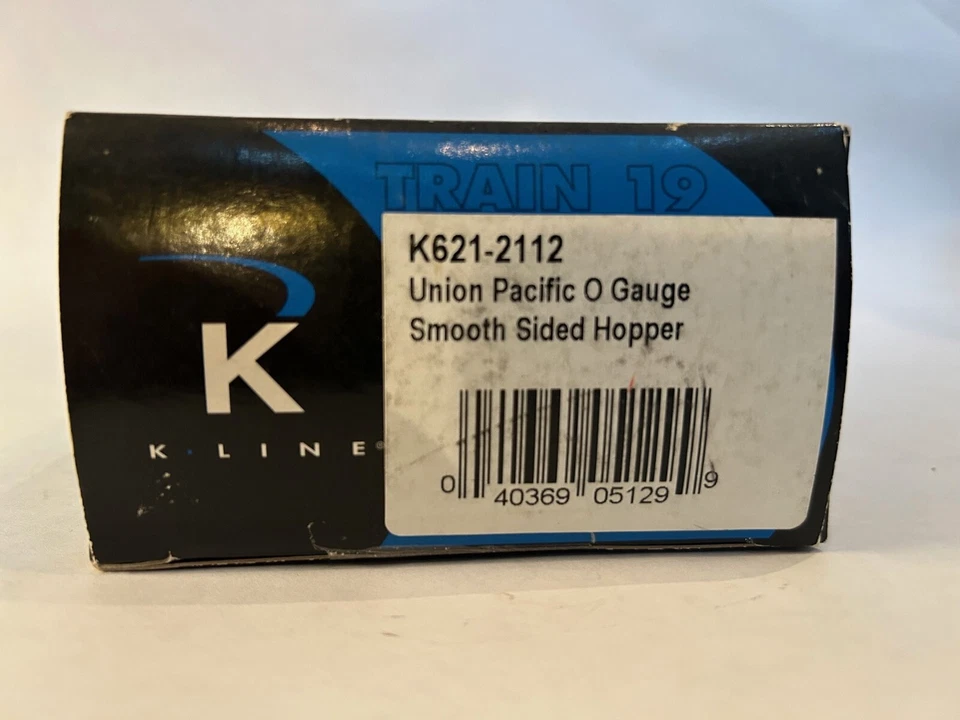 TRAIN 19
K621-2112
Union Pacific O Gauge
Smooth Sided Hopper
K
K·LINE®
0 40369 05129 9